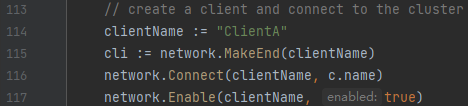 113 // create a client and connect to the cluster
114 clientName := "ClientA"
115 cli := network.MakeEnd(clientName)
116 network.Connect(clientName, c.name)
117 network.Enable(clientName, enabled: true)